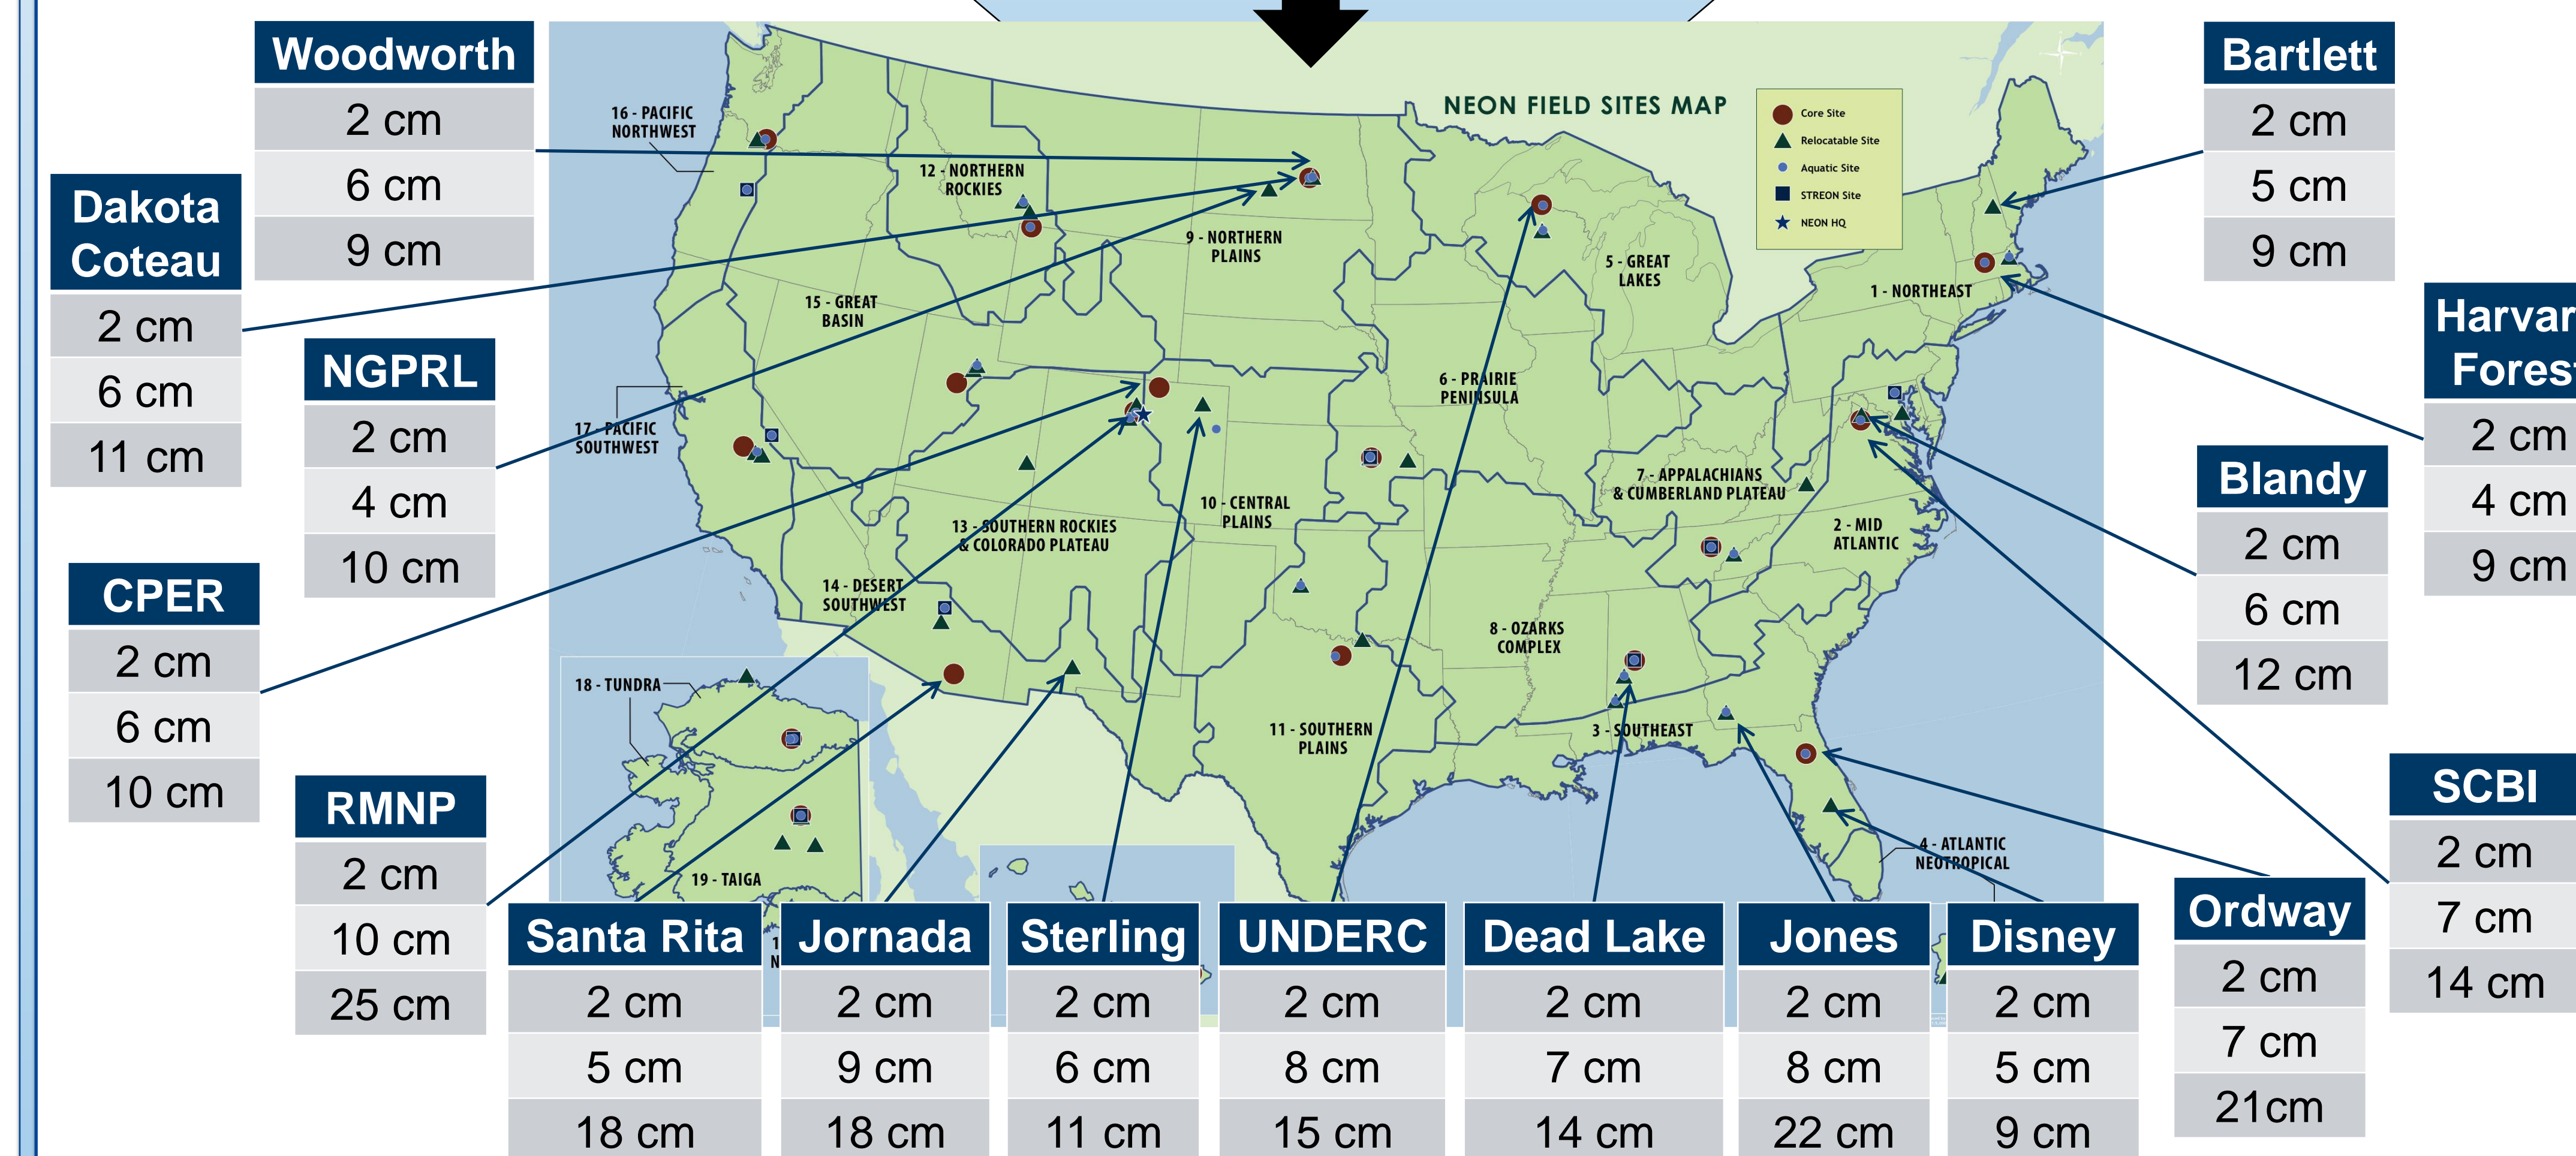 Woodworth
2 cm
6 cm
9 cm
Dakota
Coteau
2 cm
6 cm
11 cm
NGPRL
2 cm
4 cm
10 cm
CPER
2 cm
6 cm
10 cm
RMNP
2 cm
10 cm
25 cm
NEON FIELD SITES MAP
Core Site
Relocatable Site
Aquatic Site
STREON Site
NEON HQ
16 - PACIFIC
NORTHWEST
12 - NORTHERN
ROCKIES
9 - NORTHERN
PLAINS
5 - GREAT
LAKES
1 - NORTHEAST
15 - GREAT
BASIN
6 - PRAIRIE
PENINSULA
17 - PACIFIC
SOUTHWEST
7 - APPALACHIANS
& CUMBERLAND PLATEAU
10 - CENTRAL
PLAINS
13 - SOUTHERN ROCKIES
& COLORADO PLATEAU
2 - MID
ATLANTIC
14 - DESERT
SOUTHWEST
8 - OZARKS
COMPLEX
18 - TUNDRA
11 - SOUTHERN
PLAINS
3 - SOUTHEAST
4 - ATLANTIC
NEOTROPICAL
19 - TAIGA
Bartlett
2 cm
5 cm
9 cm
Harvar
Fores
2 cm
4 cm
9 cm
Blandy
2 cm
6 cm
12 cm
SCBI
2 cm
7 cm
14 cm
Ordway
2 cm
7 cm
21cm
Santa Rita
2 cm
5 cm
18 cm
Jornada
2 cm
9 cm
18 cm
Sterling
2 cm
6 cm
11 cm
UNDERC
2 cm
8 cm
15 cm
Dead Lake
2 cm
7 cm
14 cm
Jones
2 cm
8 cm
22 cm
Disney
2 cm
5 cm
9 cm